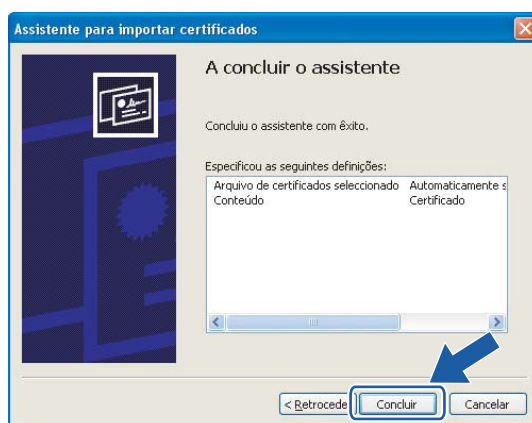 Assistente para importar certificados
A concluir o assistente
Concluiu o assistente com êxito.
Especificou as seguintes definições:
Arquivo de certificados seleccionado Automaticamente s
Conteúdo Certificado
< Retrocede Concluir Cancelar